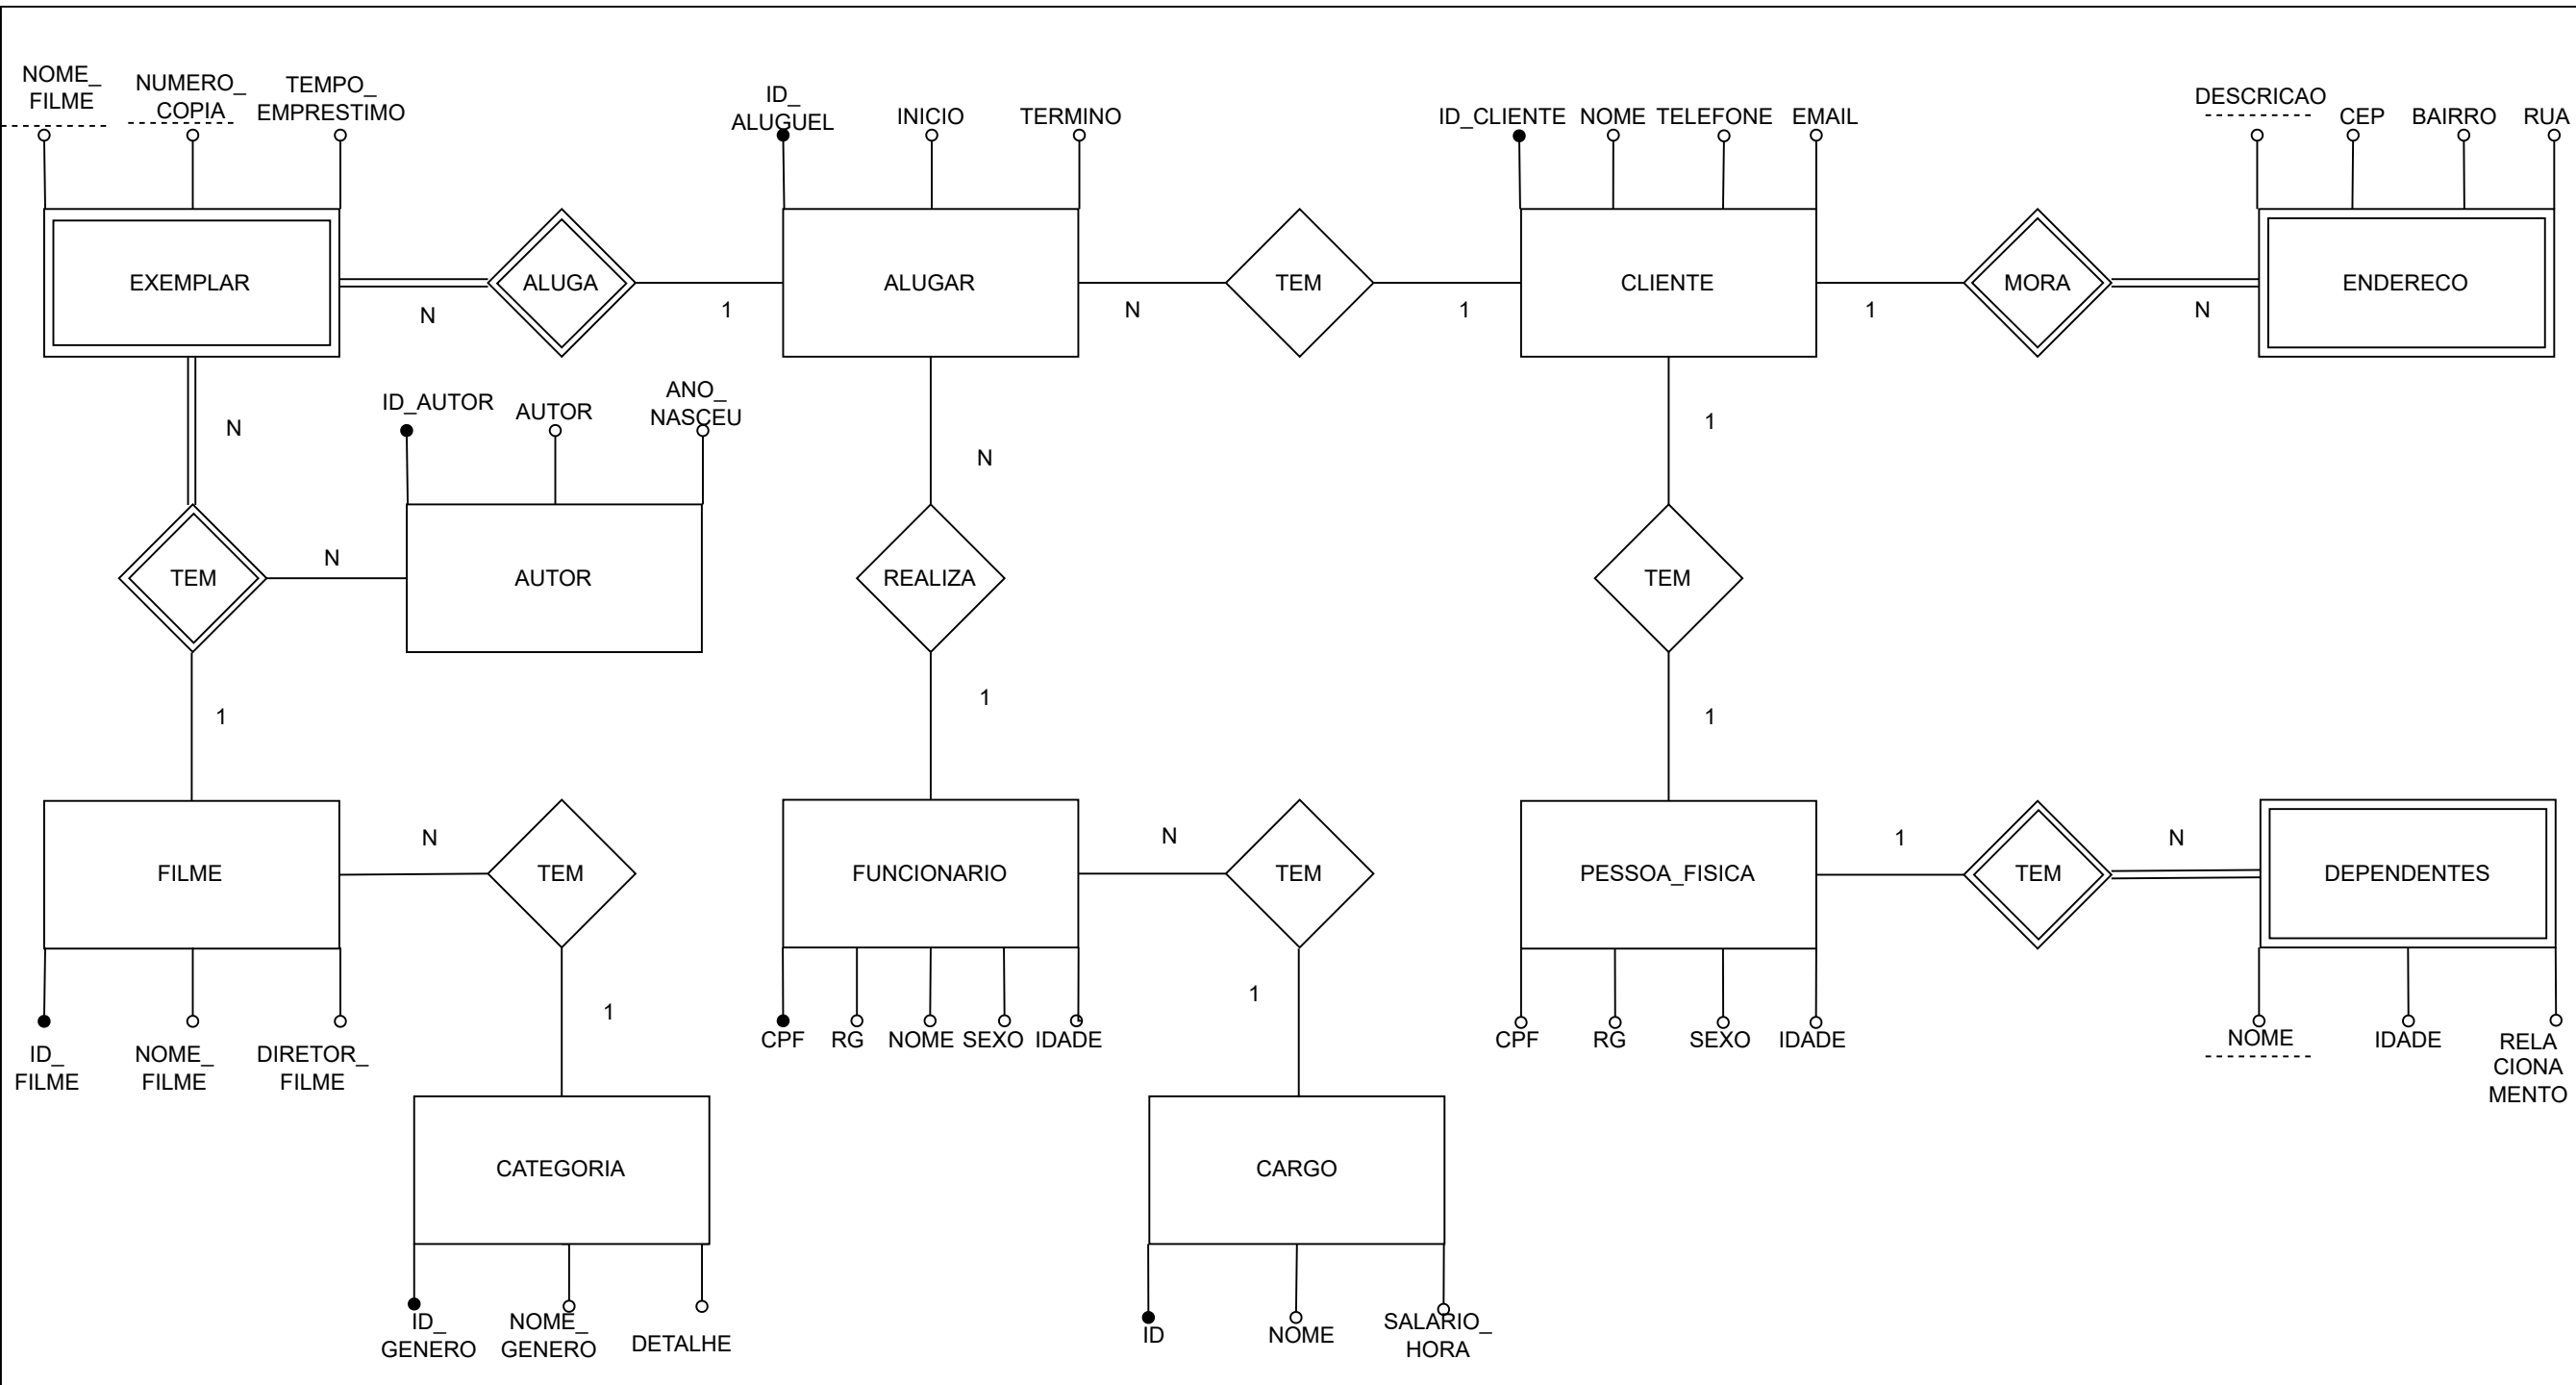 NOME_
FILME
NUMERO_
COPIA
TEMPO_
EMPRESTIMO
ID_
ALUGUEL
INICIO
TERMINO
ID_CLIENTE
NOME
TELEFONE
EMAIL
DESCRICAO
CEP
BAIRRO
RUA
EXEMPLAR
N
ALUGA
1
ALUGAR
N
TEM
1
CLIENTE
1
MORA
N
ENDERECO
N
ID_AUTOR
AUTOR
ANO_
NASCEU
N
1
TEM
N
AUTOR
REALIZA
TEM
1
1
1
FILME
N
TEM
FUNCIONARIO
N
TEM
PESSOA_FISICA
1
TEM
N
DEPENDENTES
ID_
FILME
NOME_
FILME
DIRETOR_
FILME
1
CPF
RG
NOME
SEXO
IDADE
1
CPF
RG
SEXO
IDADE
NOME
IDADE
RELA
CIONA
MENTO
CATEGORIA
CARGO
ID_
GENERO
NOME_
GENERO
DETALHE
ID
NOME
SALARIO_
HORA